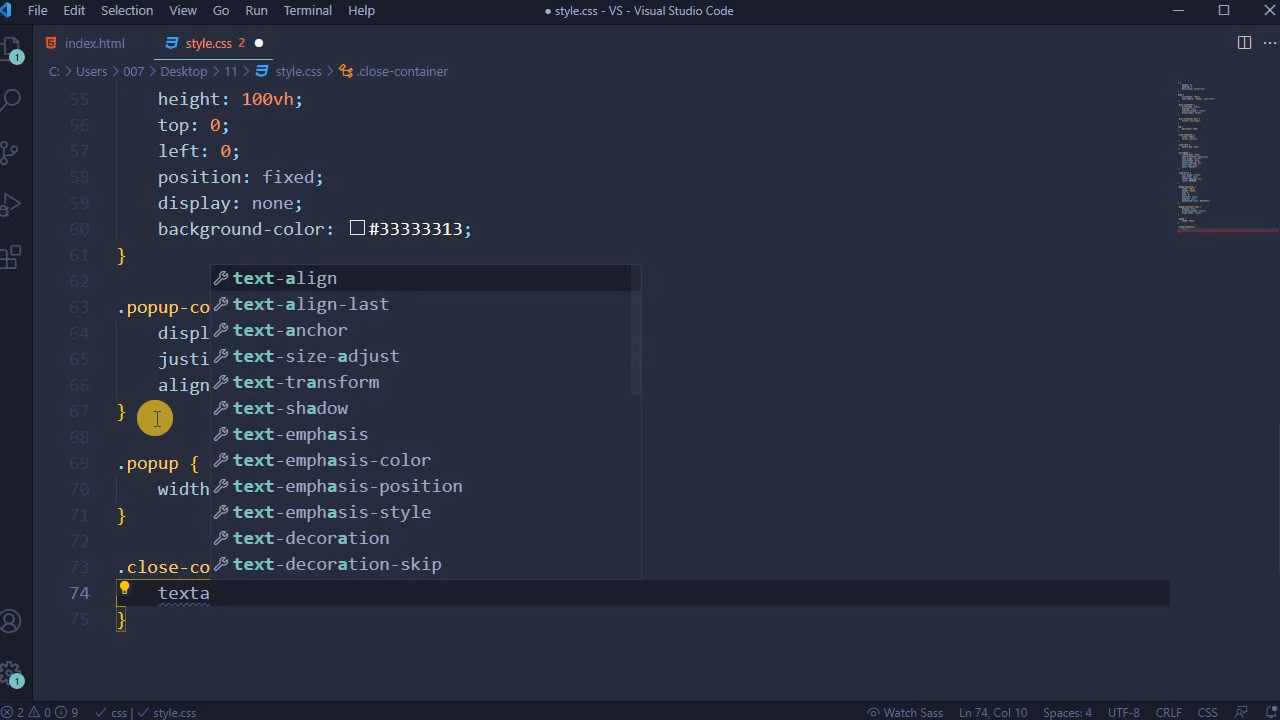 File Edit Selection View Go Run Terminal Help ● style.css - VS - Visual Studio Code
index.html style.css 2
C: > Users > 007 > Desktop > 11 > style.css > .close-container
55 height: 100vh;
56 top: 0;
57 left: 0;
58 position: fixed;
59 display: none;
60 background-color: #33333313;
61 }
62
63 .popup-co
64 displ
65 justi
66 align
67 }
68
69 .popup {
70 width
71 }
72
73 .close-co
74 texta
75 }
text-align
text-align-last
text-anchor
text-size-adjust
text-transform
text-shadow
text-emphasis
text-emphasis-color
text-emphasis-position
text-emphasis-style
text-decoration
text-decoration-skip
1
1
2 0 9 css | style.css Watch Sass Ln 74, Col 10 Spaces: 4 UTF-8 CRLF CSS